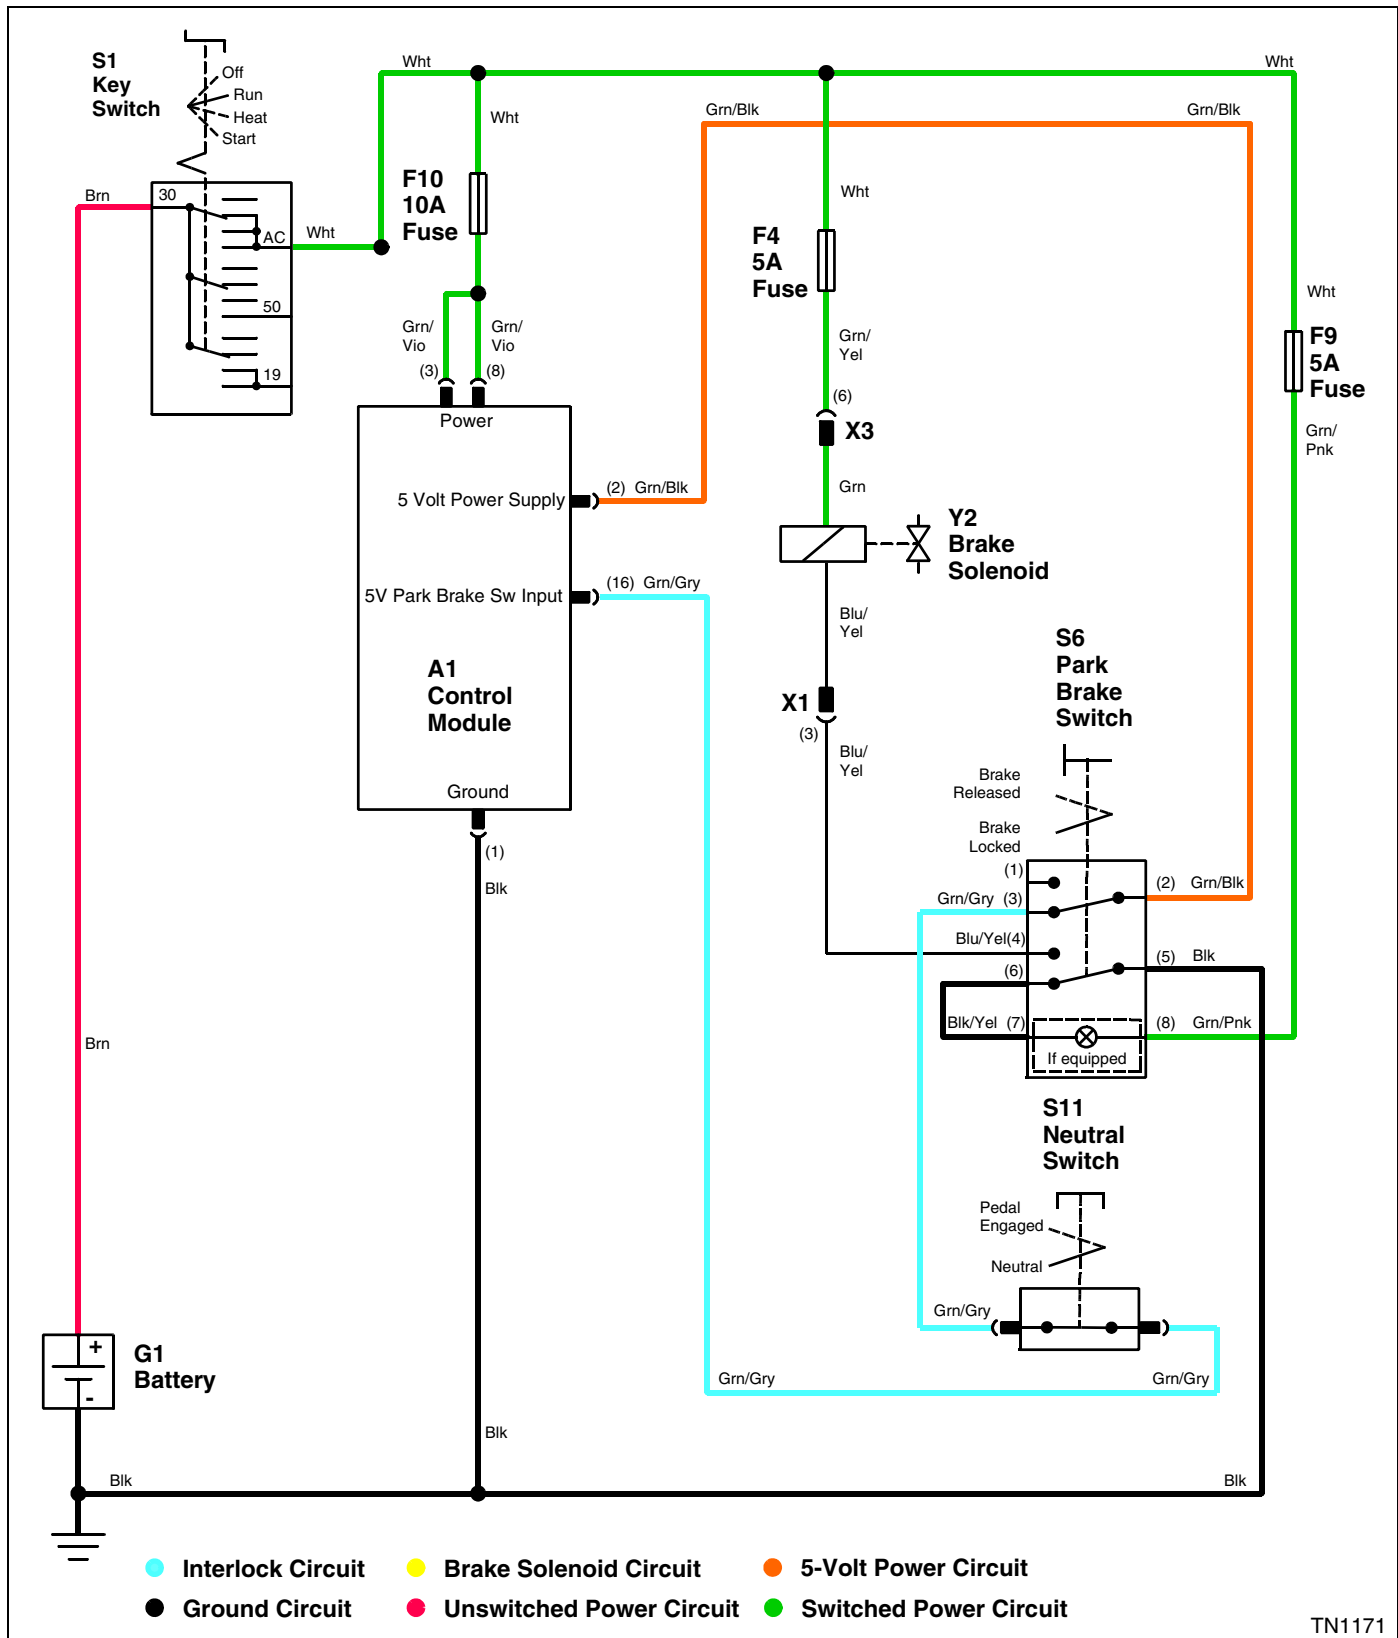 S1
Key
Switch
Off
Run
Heat
Start
Wht
Wht
Wht
Grn/Blk
Grn/Blk
Brn
30
AC
Wht
50
19
F10
10A
Fuse
Wht
F4
5A
Fuse
Wht
F9
5A
Fuse
Grn/
Vio
Grn/
Vio
(3)
(8)
Grn/
Yel
(6)
X3
Grn/
Pnk
Power
5 Volt Power Supply
(2) Grn/Blk
Grn
Y2
Brake
Solenoid
5V Park Brake Sw Input
(16) Grn/Gry
Blu/
Yel
A1
Control
Module
X1
(3)
Blu/
Yel
S6
Park
Brake
Switch
Ground
(1)
Blk
Brake
Released
Brake
Locked
(1)
(2) Grn/Blk
Grn/Gry (3)
Blu/Yel(4)
(5) Blk
(6)
Blk/Yel (7)
(8) Grn/Pnk
If equipped
Brn
S11
Neutral
Switch
Pedal
Engaged
Neutral
Grn/Gry
Grn/Gry
Grn/Gry
+
-
G1
Battery
Blk
Blk
Blk
Interlock Circuit
Brake Solenoid Circuit
5-Volt Power Circuit
Ground Circuit
Unswitched Power Circuit
Switched Power Circuit
TN1171